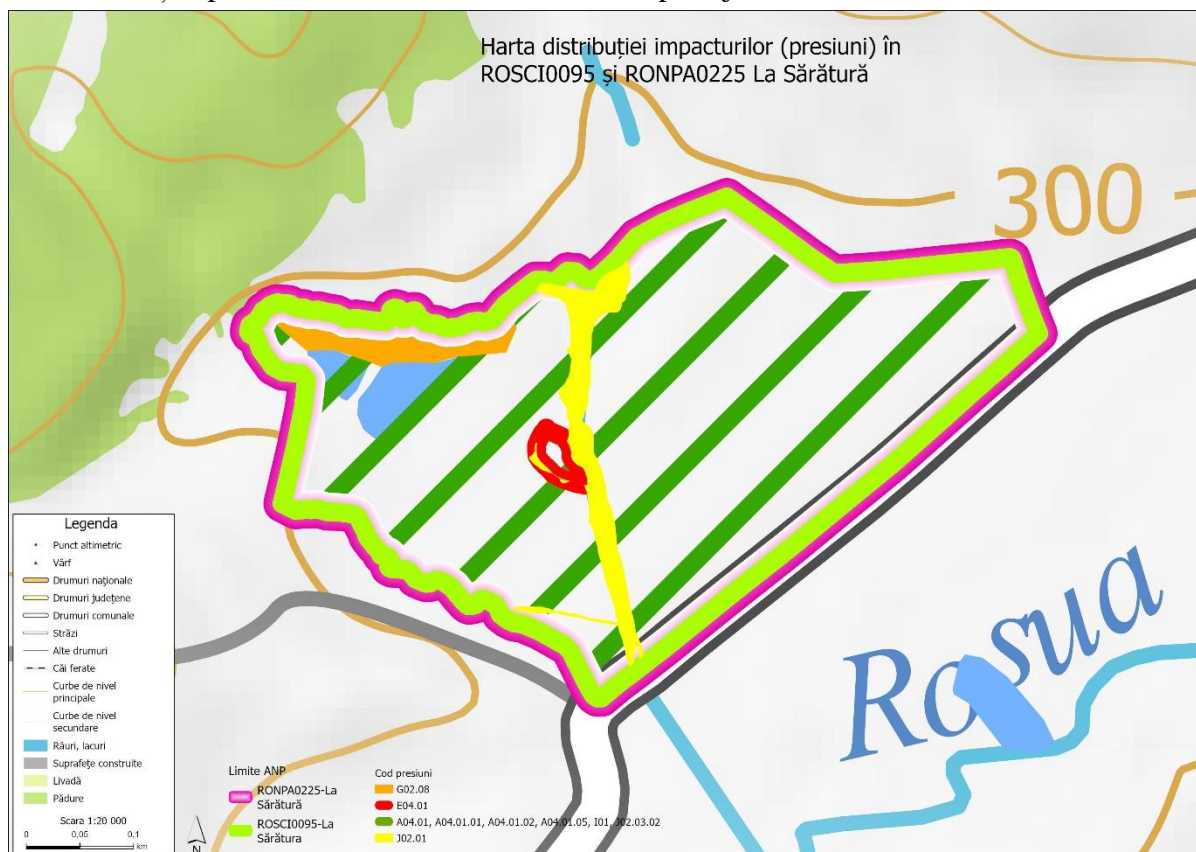 Harta distribuției impacturilor (presiuni) în
ROSCI0095 și RONPA0225 La Sărătură
300
Rosua
Legenda
Punct altimetric
Vârf
Drumuri naționale
Drumuri județene
Drumuri comunale
Străzi
Alte drumuri
Căi ferate
Curbe de nivel
principale
Curbe de nivel
secundare
Râuri, lacuri
Suprafețe construite
Livadă
Pădure
Scara 1:20 000
0 0,05 0,1
km
N
Limite ANP
RONPA0225-La
Sărătură
ROSCI0095-La
Sărătura
Cod presiuni
G02.08
E04.01
A04.01, A04.01.01, A04.01.02, A04.01.05, I01, J02.03.02
J02.01